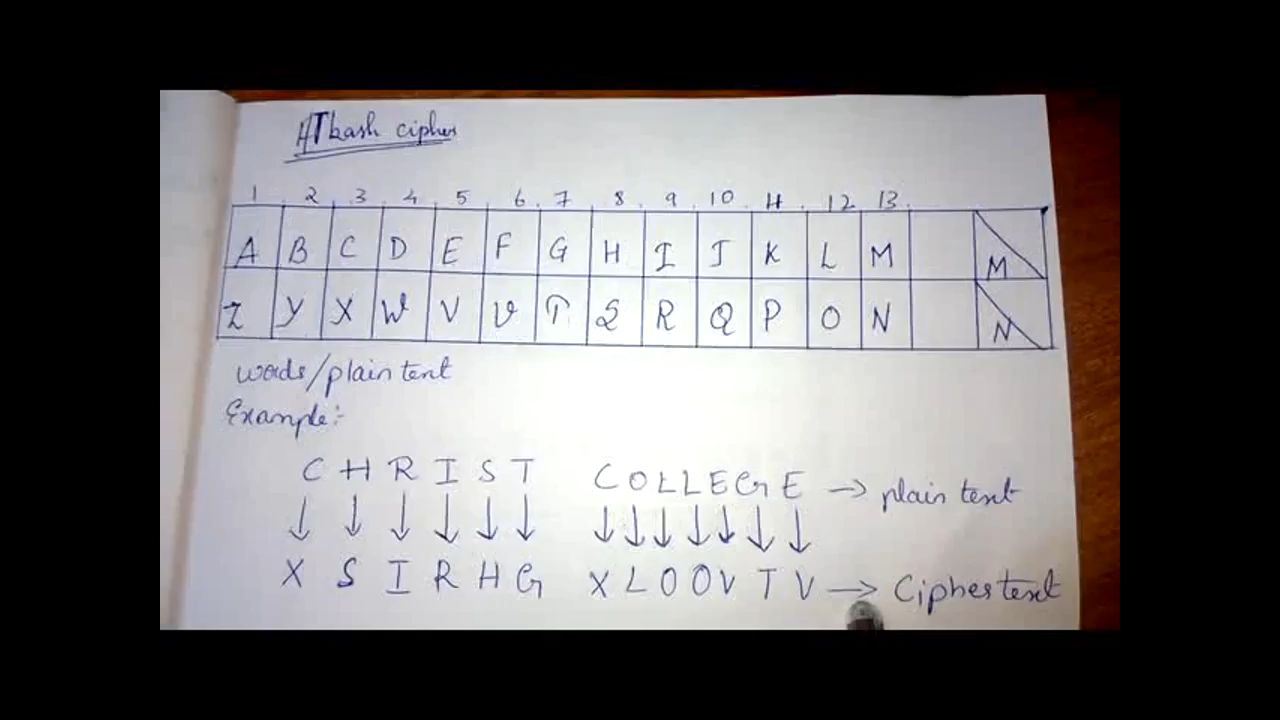 ATbash cipher
1 2 3 4 5 6 7 8 9 10 11 12 13
A B C D E F G H I J K L M M
Z Y X W V U T S R Q P O N N
words/plain text
Example:-
C H R I S T C O L L E G E → plain text
↓ ↓ ↓ ↓ ↓ ↓ ↓ ↓ ↓ ↓ ↓ ↓ ↓
X S I R H G X L O O V T V → Cipher text